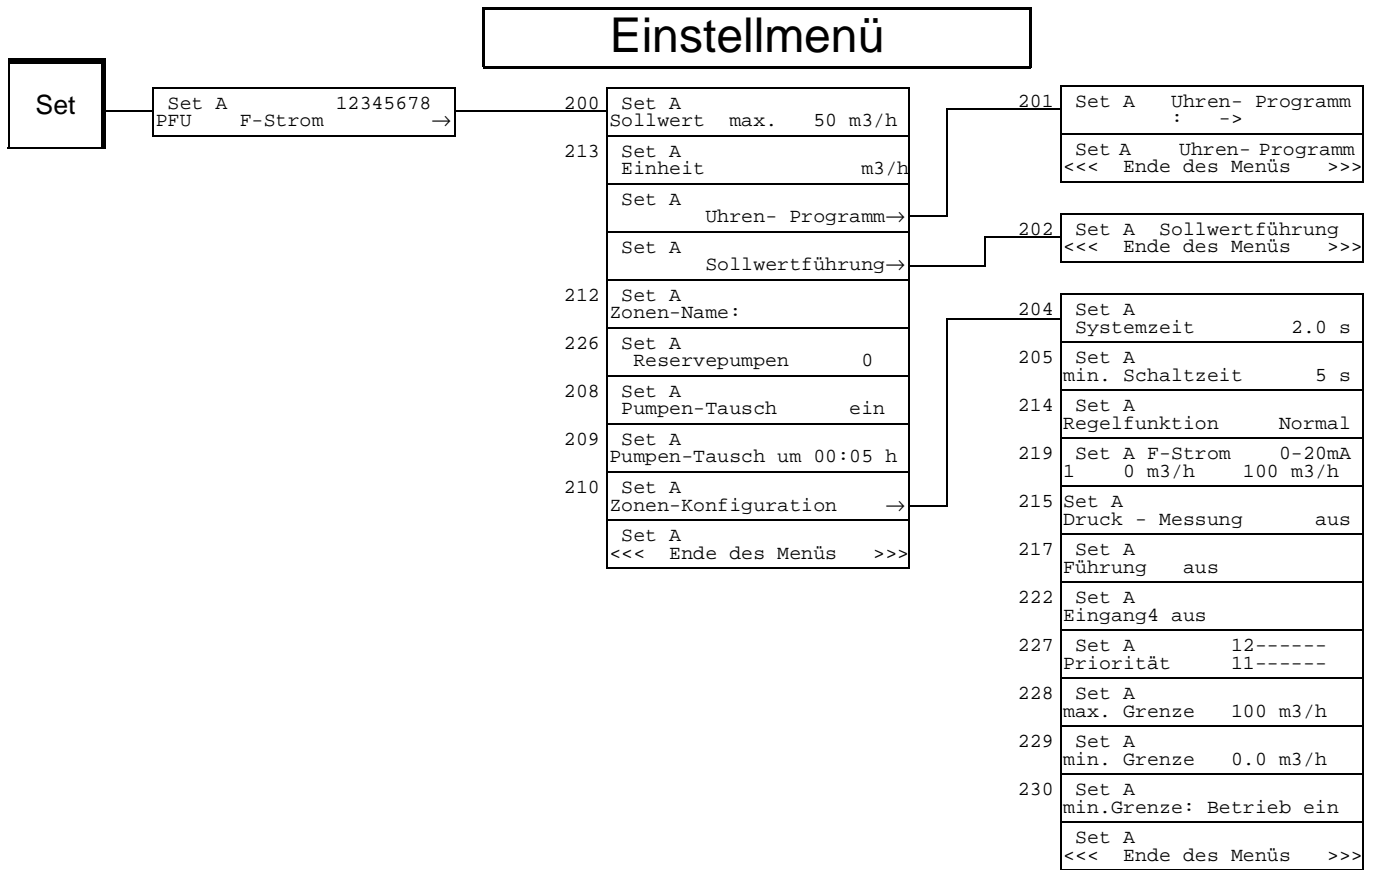 Einstellmenü
Set
Set A 12345678
PFU F-Strom →
200 Set A
Sollwert max. 50 m3/h
213 Set A
Einheit m3/h
Set A
Uhren- Programm→
Set A
Sollwertführung→
212 Set A
Zonen-Name:
226 Set A
Reservepumpen 0
208 Set A
Pumpen-Tausch ein
209 Set A
Pumpen-Tausch um 00:05 h
210 Set A
Zonen-Konfiguration →
Set A
<<< Ende des Menüs >>>
201 Set A Uhren- Programm
: ->
Set A Uhren- Programm
<<< Ende des Menüs >>>
202 Set A Sollwertführung
<<< Ende des Menüs >>>
204 Set A
Systemzeit 2.0 s
205 Set A
min. Schaltzeit 5 s
214 Set A
Regelfunktion Normal
219 Set A F-Strom 0-20mA
1 0 m3/h 100 m3/h
215 Set A
Druck - Messung aus
217 Set A
Führung aus
222 Set A
Eingang4 aus
227 Set A 12------
Priorität 11------
228 Set A
max. Grenze 100 m3/h
229 Set A
min. Grenze 0.0 m3/h
230 Set A
min.Grenze: Betrieb ein
Set A
<<< Ende des Menüs >>>